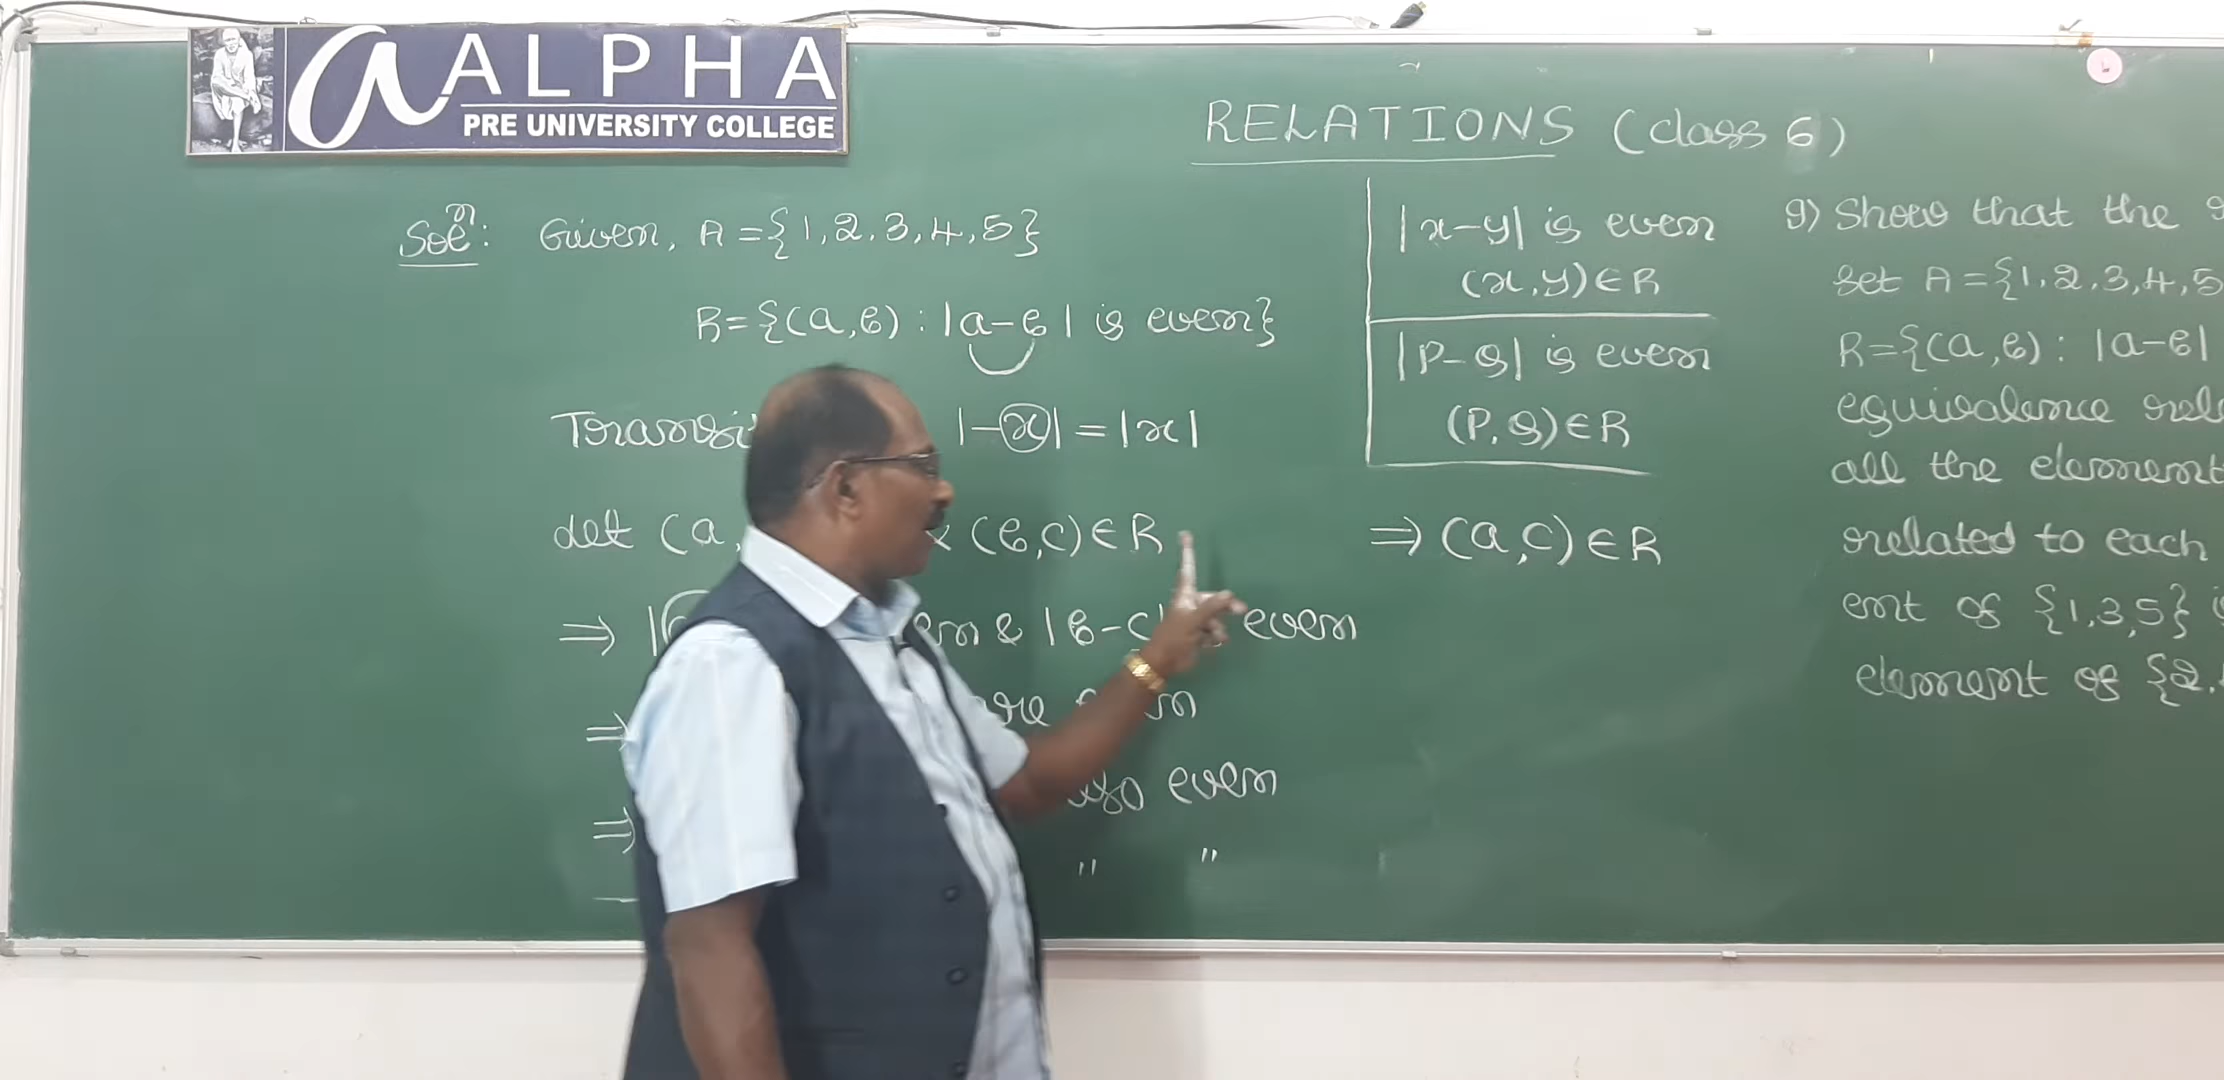 ALPHA
PRE UNIVERSITY COLLEGE
RELATIONS (class 6)
Solⁿ: Given, A = {1, 2, 3, 4, 5}
R = {(a, b) : |a - b| is even}
|-x| = |x|
Let (a, (b, c) ∈ R
⇒ (a, c) ∈ R
⇒ & |b - c| even
⇒ are
⇒ even
" "
|x - y| is even
(x, y) ∈ R
|P - Q| is even
(P, Q) ∈ R
9) Show that the
set A = {1, 2, 3, 4, 5
R = {(a, b) : |a - b|
equivalence
all the
related to each
ent of {1, 3, 5}
element of {2,